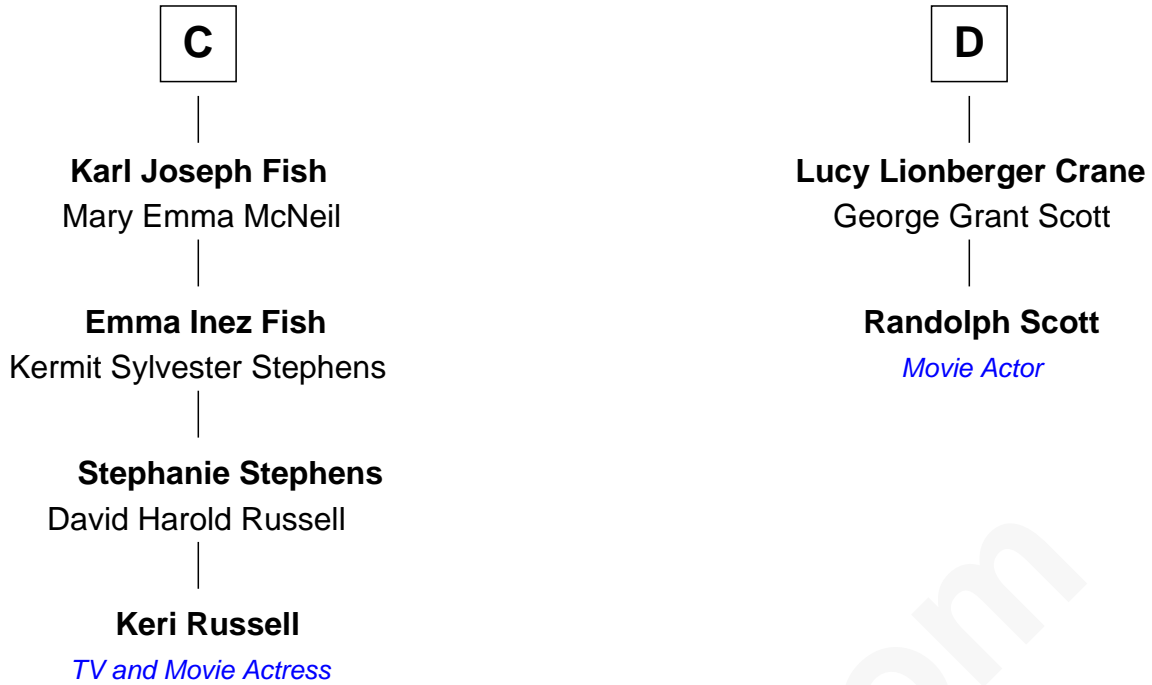 C
Karl Joseph Fish
Mary Emma McNeil
Emma Inez Fish
Kermit Sylvester Stephens
Stephanie Stephens
David Harold Russell
Keri Russell
TV and Movie Actress
D
Lucy Lionberger Crane
George Grant Scott
Randolph Scott
Movie Actor
om